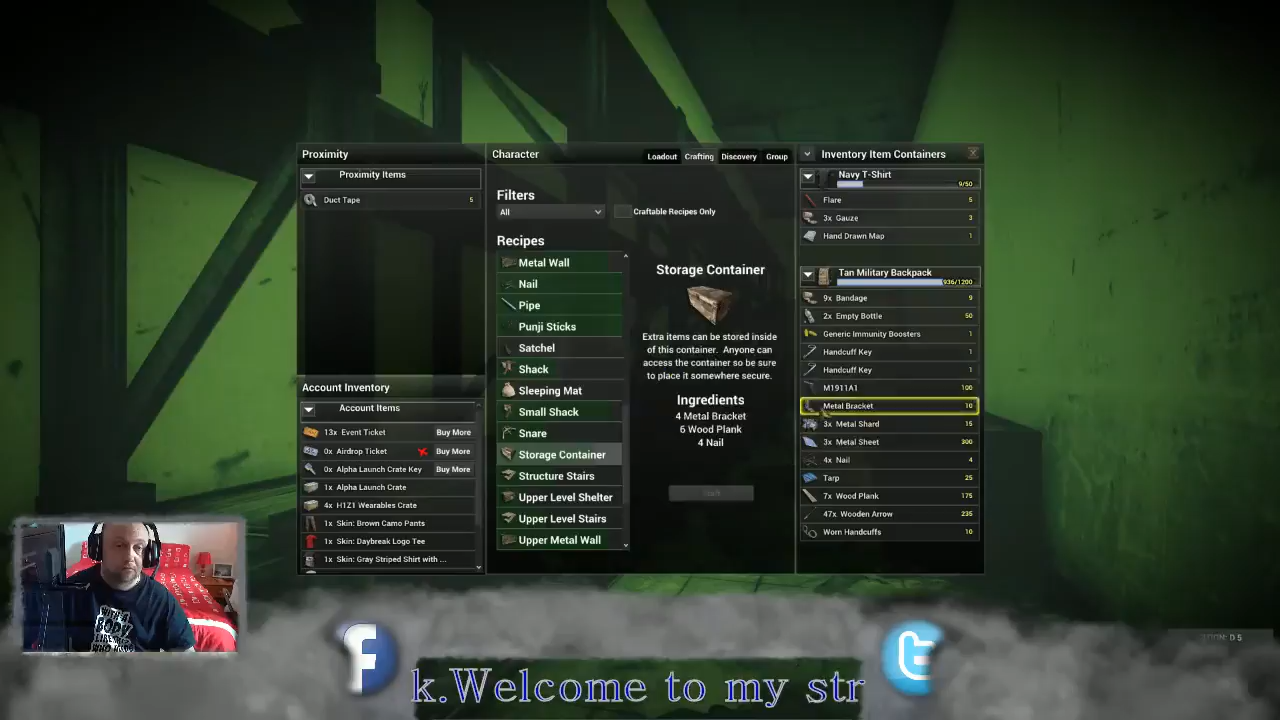 Proximity
Proximity Items
Duct Tape 5
Account Inventory
Account Items
13x Event Ticket Buy More
0x Airdrop Ticket Buy More
0x Alpha Launch Crate Key Buy More
1x Alpha Launch Crate
4x H1Z1 Wearables Crate
1x Skin: Brown Camo Pants
1x Skin: Daybreak Logo Tee
1x Skin: Gray Striped Shirt with ...
Character
Loadout Crafting Discovery Group
Filters
All Craftable Recipes Only
Recipes
Metal Wall
Nail
Pipe
Punji Sticks
Satchel
Shack
Sleeping Mat
Small Shack
Snare
Storage Container
Structure Stairs
Upper Level Shelter
Upper Level Stairs
Upper Metal Wall
Storage Container
Extra items can be stored inside
of this container. Anyone can
access the container so be sure
to place it somewhere secure.
Ingredients
4 Metal Bracket
6 Wood Plank
4 Nail
Craft
Inventory Item Containers
Navy T-Shirt
9/50
Flare 5
3x Gauze 3
Hand Drawn Map 1
Tan Military Backpack
936/1200
9x Bandage 9
2x Empty Bottle 50
Generic Immunity Boosters 1
Handcuff Key 1
Handcuff Key 1
M1911A1 100
Metal Bracket 10
3x Metal Shard 15
3x Metal Sheet 300
4x Nail 4
Tarp 25
7x Wood Plank 175
47x Wooden Arrow 235
Worn Handcuffs 10
k.Welcome to my str